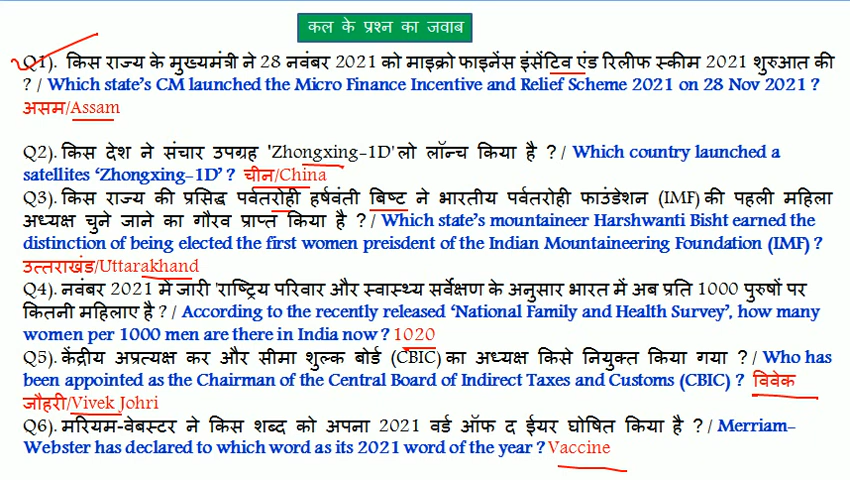 कल के प्रश्न का जवाब
Q1). किस राज्य के मुख्यमंत्री ने 28 नवंबर 2021 को माइक्रो फाइनेंस इंसेंटिव एंड रिलीफ स्कीम 2021 शुरुआत की
? / Which state's CM launched the Micro Finance Incentive and Relief Scheme 2021 on 28 Nov 2021 ?
असम/Assam
Q2). किस देश ने संचार उपग्रह 'Zhongxing-1D' लो लॉन्च किया है ? / Which country launched a
satellites 'Zhongxing-1D' ? चीन/China
Q3). किस राज्य की प्रसिद्ध पर्वतरोही हर्षवंती बिष्ट ने भारतीय पर्वतरोही फाउंडेशन (IMF) की पहली महिला
अध्यक्ष चुने जाने का गौरव प्राप्त किया है ? / Which state's mountaineer Harshwanti Bisht earned the
distinction of being elected the first women preisdent of the Indian Mountaineering Foundation (IMF) ?
उत्तराखंड/Uttarakhand
Q4). नवंबर 2021 में जारी 'राष्ट्रिय परिवार और स्वास्थ्य सर्वेक्षण के अनुसार भारत में अब प्रति 1000 पुरुषों पर
कितनी महिलाए है ? / According to the recently released 'National Family and Health Survey', how many
women per 1000 men are there in India now ? 1020
Q5). केंद्रीय अप्रत्यक्ष कर और सीमा शुल्क बोर्ड (CBIC) का अध्यक्ष किसे नियुक्त किया गया ? / Who has
been appointed as the Chairman of the Central Board of Indirect Taxes and Customs (CBIC) ? विवेक
जौहरी/Vivek Johri
Q6). मरियम-वेबस्टर ने किस शब्द को अपना 2021 वर्ड ऑफ द ईयर घोषित किया है ? / Merriam-
Webster has declared to which word as its 2021 word of the year ? Vaccine